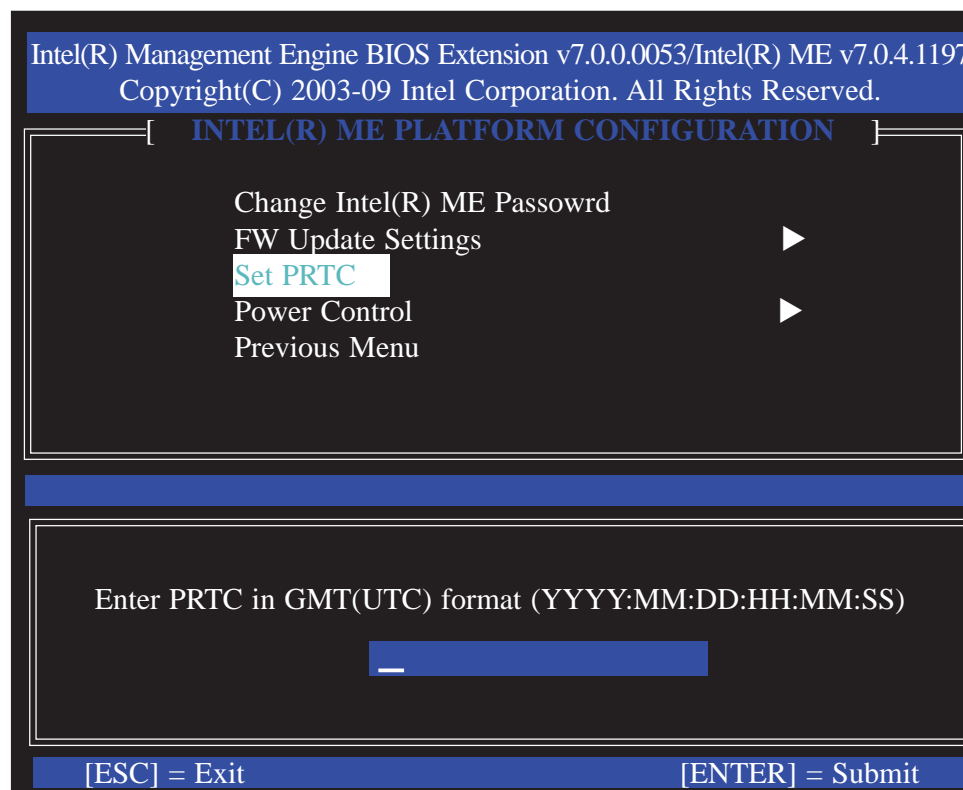 Intel(R) Management Engine BIOS Extension v7.0.0.0053/Intel(R) ME v7.0.4.1197
Copyright(C) 2003-09 Intel Corporation. All Rights Reserved.
[ INTEL(R) ME PLATFORM CONFIGURATION ]
Change Intel(R) ME Passowrd
FW Update Settings
Set PRTC
Power Control
Previous Menu
Enter PRTC in GMT(UTC) format (YYYY:MM:DD:HH:MM:SS)
_
[ESC] = Exit [ENTER] = Submit